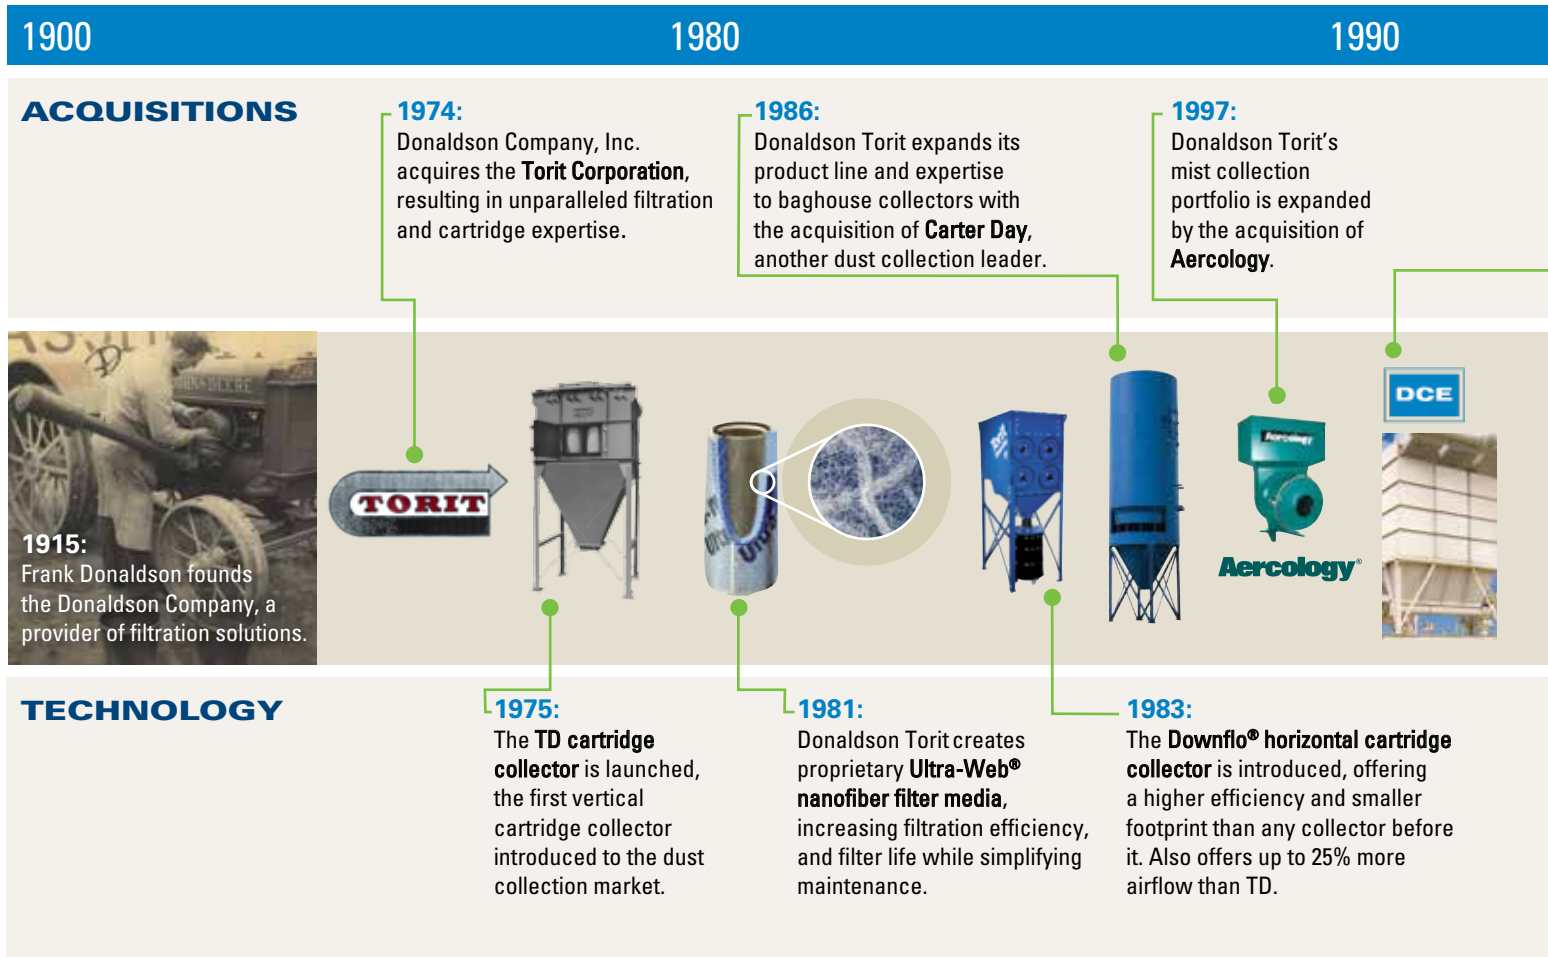 1900
1980
1990
ACQUISITIONS
1974:
Donaldson Company, Inc.
acquires the Torit Corporation,
resulting in unparalleled filtration
and cartridge expertise.
1986:
Donaldson Torit expands its
product line and expertise
to baghouse collectors with
the acquisition of Carter Day,
another dust collection leader.
1997:
Donaldson Torit's
mist collection
portfolio is expanded
by the acquisition of
Aercology.
1915:
Frank Donaldson founds
the Donaldson Company, a
provider of filtration solutions.
TORIT
Torit
Aercology
Aercology®
DCE
TECHNOLOGY
1975:
The TD cartridge
collector is launched,
the first vertical
cartridge collector
introduced to the dust
collection market.
1981:
Donaldson Torit creates
proprietary Ultra-Web®
nanofiber filter media,
increasing filtration efficiency,
and filter life while simplifying
maintenance.
1983:
The Downflo® horizontal cartridge
collector is introduced, offering
a higher efficiency and smaller
footprint than any collector before
it. Also offers up to 25% more
airflow than TD.